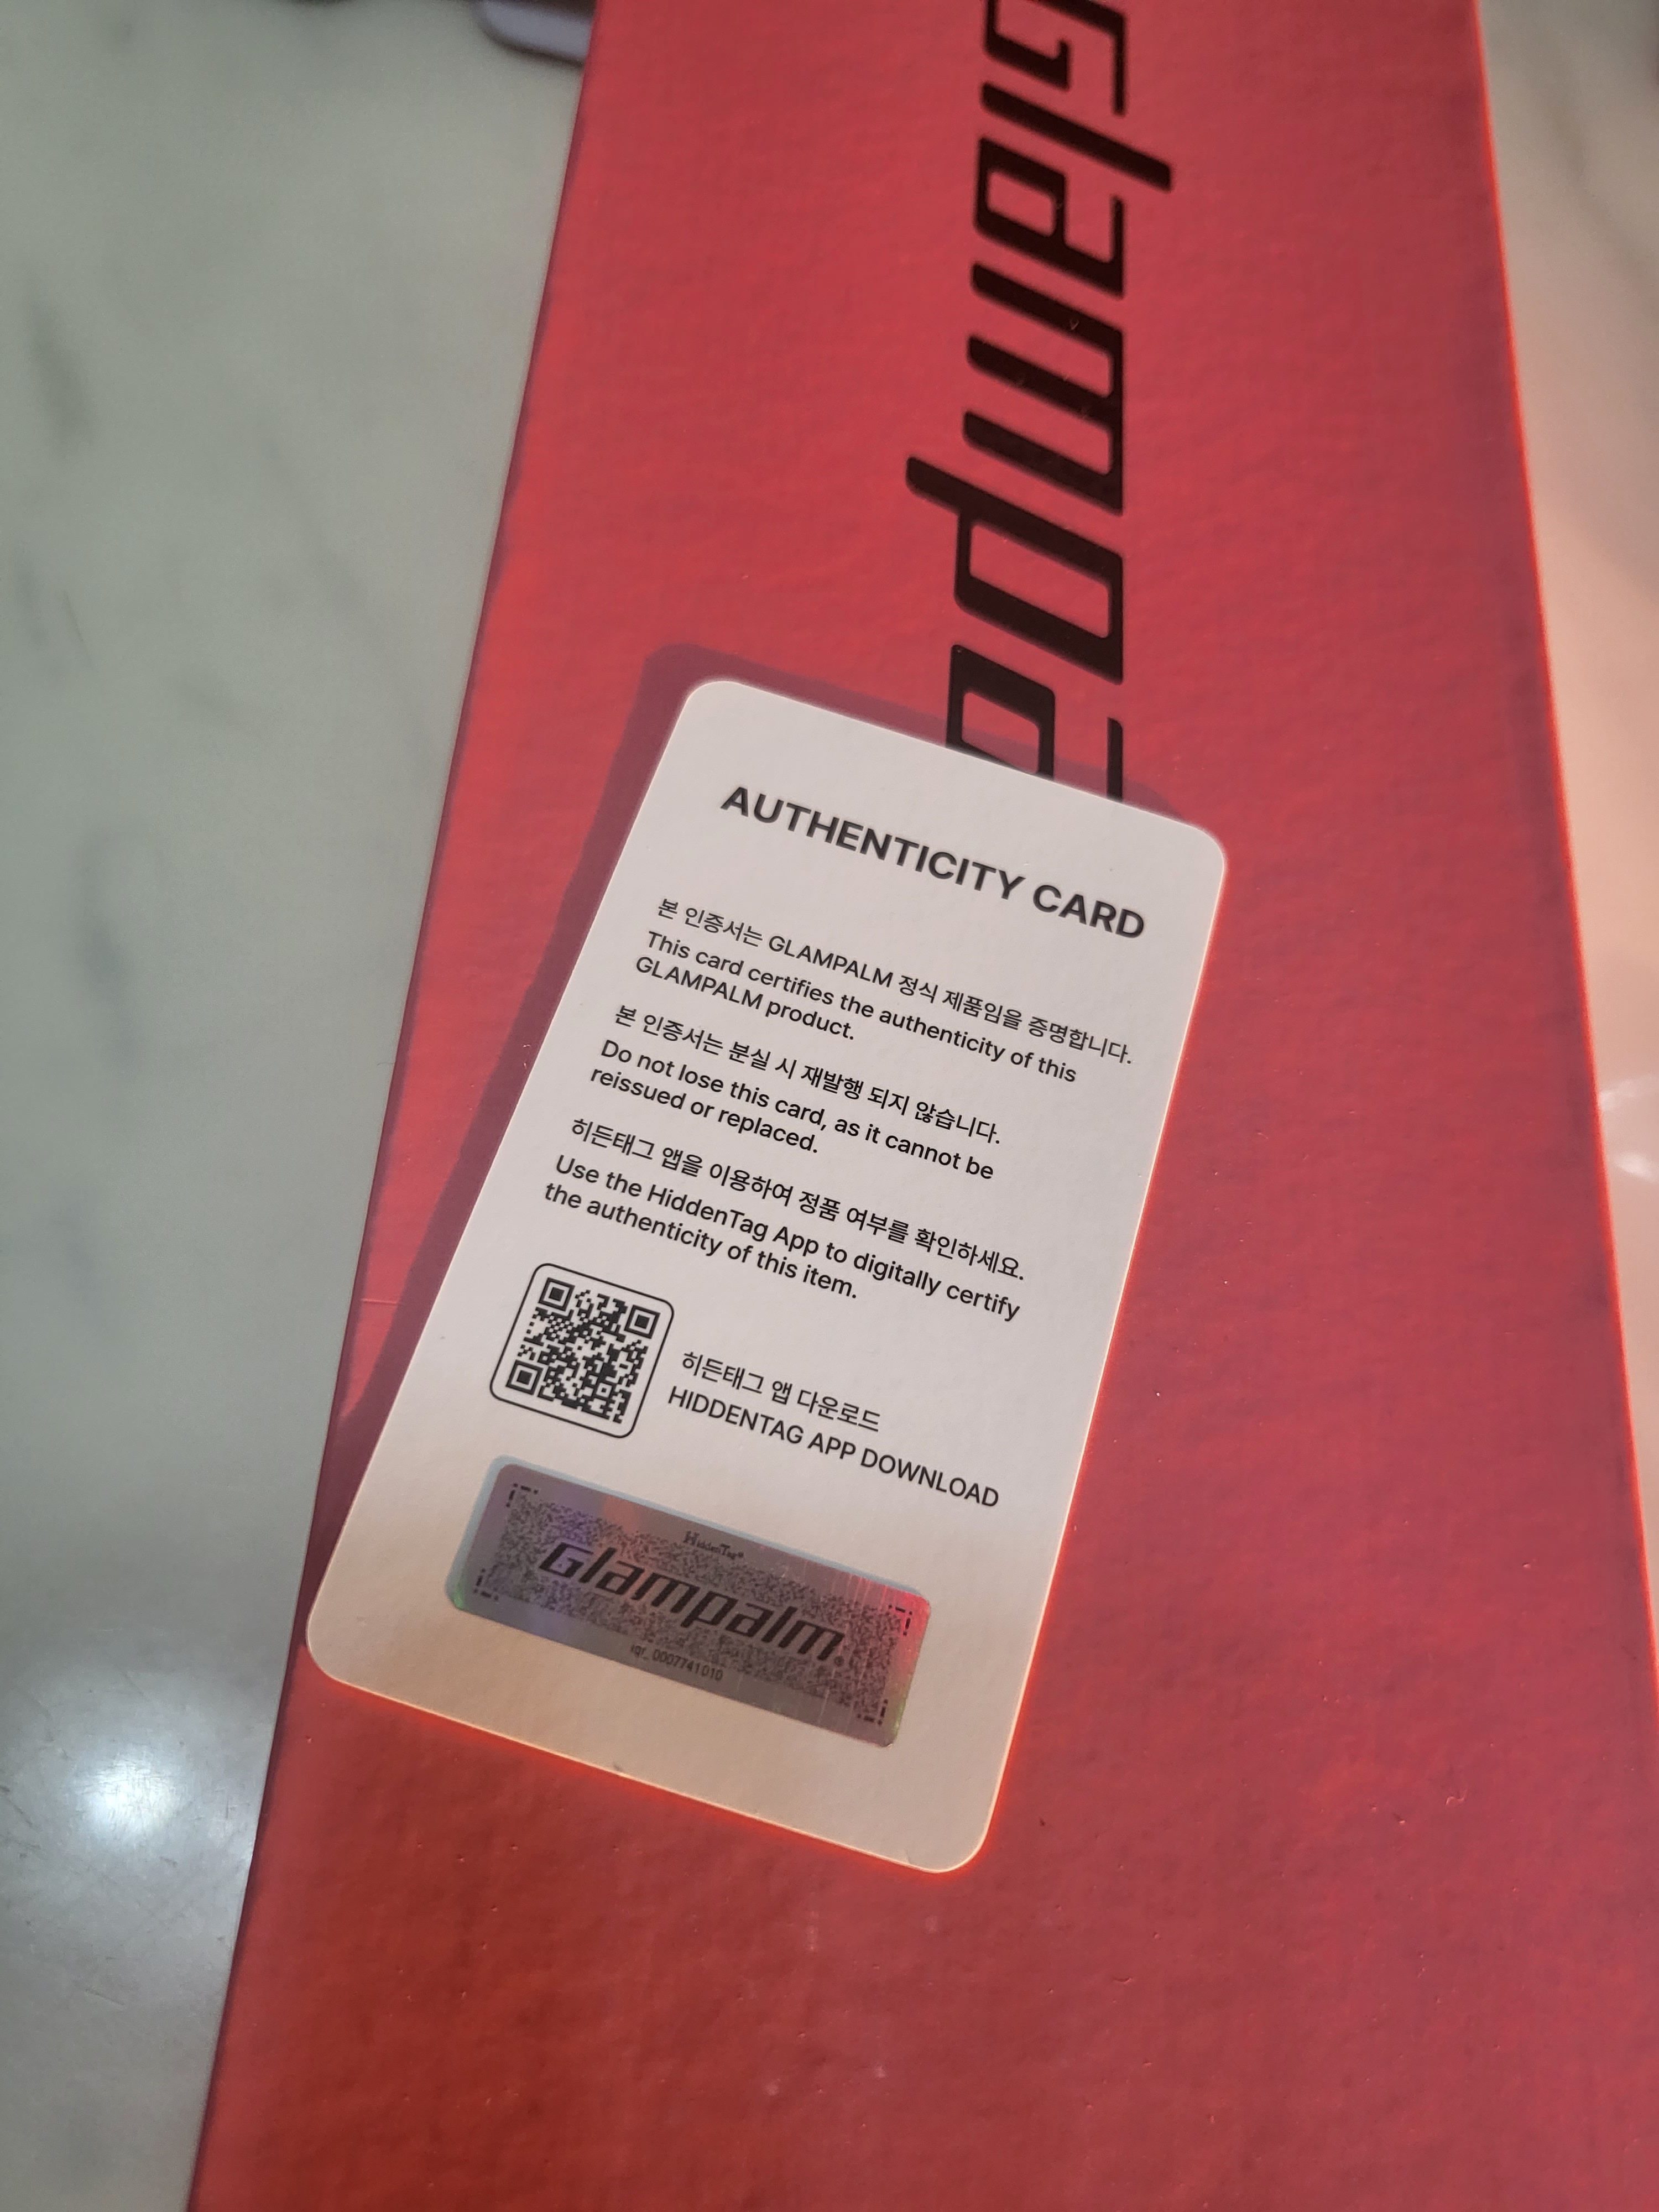 Glampa
AUTHENTICITY CARD
본 인증서는 GLAMPALM 정식 제품임을 증명합니다.
This card certifies the authenticity of this
GLAMPALM product.
본 인증서는 분실 시 재발행 되지 않습니다.
Do not lose this card, as it cannot be
reissued or replaced.
히든태그 앱을 이용하여 정품 여부를 확인하세요.
Use the HiddenTag App to digitally certify
the authenticity of this item.
히든태그 앱 다운로드
HIDDENTAG APP DOWNLOAD
HiddenTag®
Glampalm®
iqr_0007741010